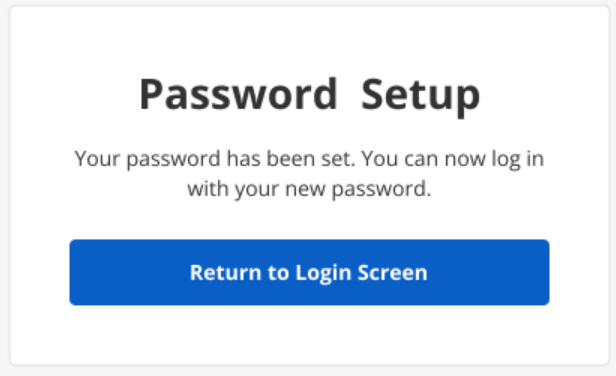 Password Setup
Your password has been set. You can now log in
with your new password.
Return to Login Screen